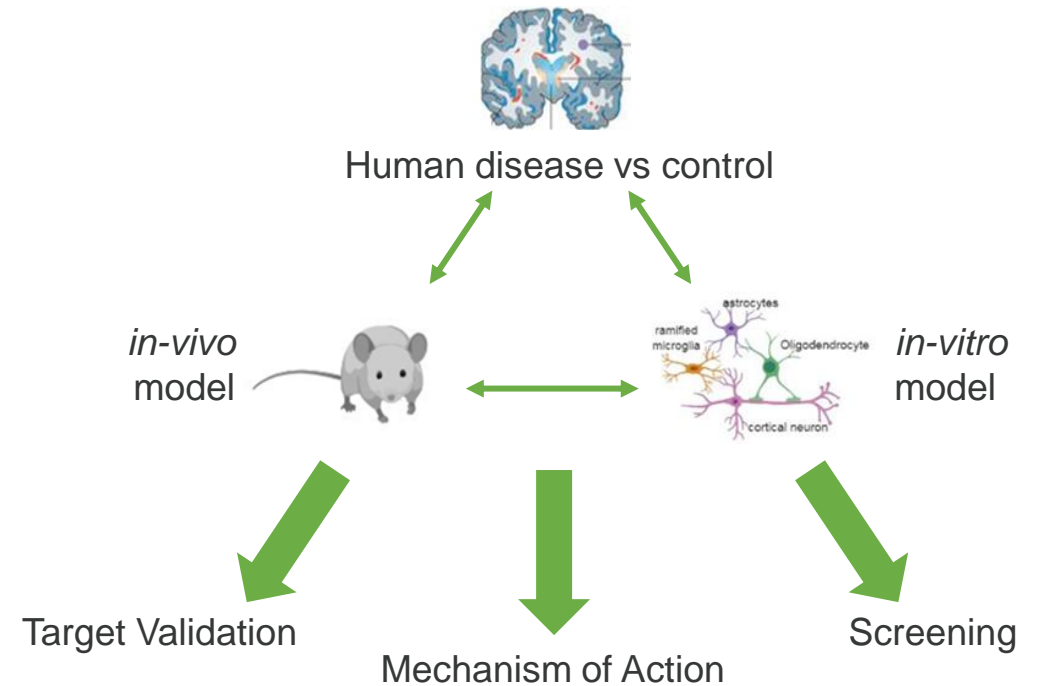 Human disease vs control
in-vivo
model
astrocytes
ramified
microglia
Oligodendrocyte
cortical neuron
in-vitro
model
Target Validation
Mechanism of Action
Screening